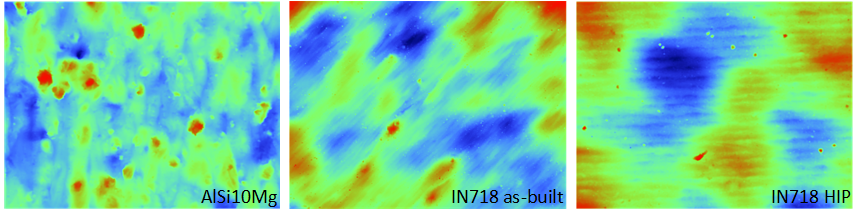 AlSi10Mg
IN718 as-built
IN718 HIP